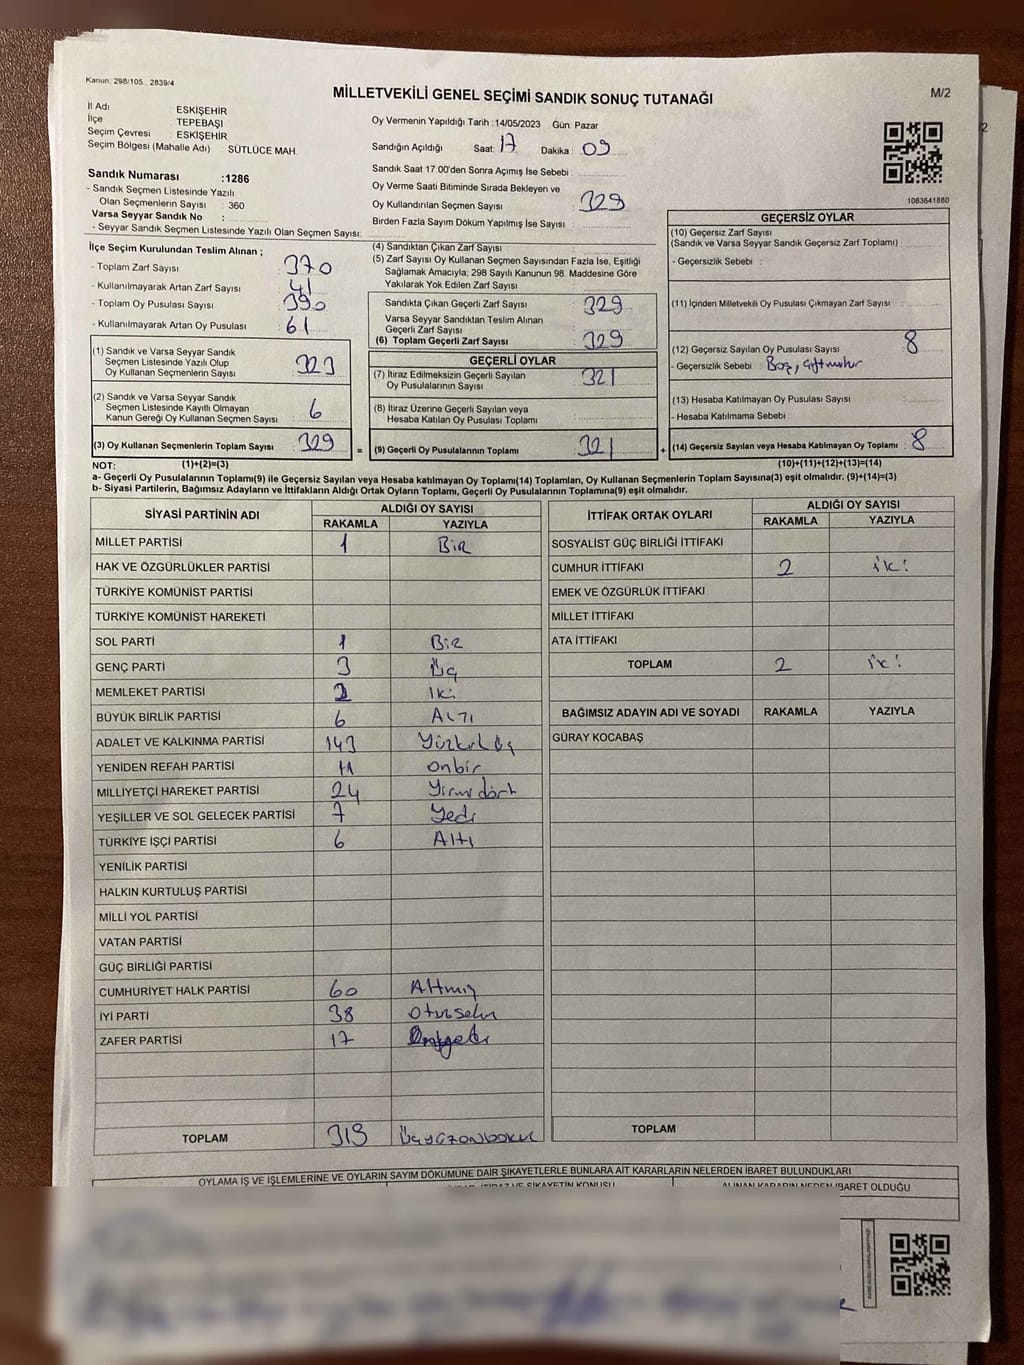 Kanun, 298/105 . 2839/4
MİLLETVEKİLİ GENEL SEÇİMİ SANDIK SONUÇ TUTANAĞI
M/2
İl Adı ESKİŞEHİR
İlçe TEPEBAŞI
Seçim Çevresi : ESKİŞEHİR
Seçim Bölgesi (Mahalle Adı) SÜTLÜCE MAH.
Sandık Numarası :1286
- Sandık Seçmen Listesinde Yazılı
Olan Seçmenlerin Sayısı 360
Varsa Seyyar Sandık No :
- Seyyar Sandık Seçmen Listesinde Yazılı Olan Seçmen Sayısı:
Oy Vermenin Yapıldığı Tarih :14/05/2023 Gün: Pazar
Sandığın Açıldığı Saat: 17 Dakika : 09
Sandık Saat 17:00'den Sonra Açımış İse Sebebi :
Oy Verme Saati Bitiminde Sırada Bekleyen ve
Oy Kullandırılan Seçmen Sayısı : 329
Birden Fazla Sayım Döküm Yapılmış İse Sayısı :
1083641880
İlçe Seçim Kurulundan Teslim Alınan ;
- Toplam Zarf Sayısı : 370
- Kullanılmayarak Artan Zarf Sayısı : 41
- Toplam Oy Pusulası Sayısı : 390
- Kullanılmayarak Artan Oy Pusulası : 61
(1) Sandık ve Varsa Seyyar Sandık
Seçmen Listesinde Yazılı Olup
Oy Kullanan Seçmenlerin Sayısı : 323
(2) Sandık ve Varsa Seyyar Sandık
Seçmen Listesinde Kayıtlı Olmayan
Kanun Gereği Oy Kullanan Seçmen Sayısı : 6
(3) Oy Kullanan Seçmenlerin Toplam Sayısı : 329 =
(4) Sandıktan Çıkan Zarf Sayısı
(5) Zarf Sayısı Oy Kullanan Seçmen Sayısından Fazla İse, Eşitliği
Sağlamak Amacıyla, 298 Sayılı Kanunun 98. Maddesine Göre
Yakılarak Yok Edilen Zarf Sayısı :
Sandıkta Çıkan Geçerli Zarf Sayısı : 329
Varsa Seyyar Sandıktan Teslim Alınan
Geçerli Zarf Sayısı :
(6) Toplam Geçerli Zarf Sayısı : 329
GEÇERLİ OYLAR
(7) İtiraz Edilmeksizin Geçerli Sayılan
Oy Pusulalarının Sayısı : 321
(8) İtiraz Üzerine Geçerli Sayılan veya
Hesaba Katılan Oy Pusulası Toplamı :
(9) Geçerli Oy Pusulalarının Toplamı : 321 +
GEÇERSİZ OYLAR
(10) Geçersiz Zarf Sayısı
(Sandık ve Varsa Seyyar Sandık Geçersiz Zarf Toplamı) :
- Geçersizlik Sebebi :
(11) İçinden Milletvekili Oy Pusulası Çıkmayan Zarf Sayısı :
(12) Geçersiz Sayılan Oy Pusulası Sayısı : 8
- Geçersizlik Sebebi : Boş,
(13) Hesaba Katılmayan Oy Pusulası Sayısı :
- Hesaba Katılmama Sebebi :
(14) Geçersiz Sayılan veya Hesaba Katılmayan Oy Toplamı : 8
NOT: (1)+(2)=(3) (10)+(11)+(12)+(13)=(14)
a- Geçerli Oy Pusulalarının Toplamı(9) ile Geçersiz Sayılan veya Hesaba katılmayan Oy Toplamı(14) Toplamları, Oy Kullanan Seçmenlerin Toplam Sayısına(3) eşit olmalıdır. (9)+(14)=(3)
b- Siyasi Partilerin, Bağımsız Adayların ve İttifakların Aldığı Ortak Oyların Toplamı, Geçerli Oy Pusulalarının Toplamına(9) eşit olmalıdır.
SİYASİ PARTİNİN ADI ALDIĞI OY SAYISI
RAKAMLA YAZIYLA
MİLLET PARTİSİ 1 Bir
HAK VE ÖZGÜRLÜKLER PARTİSİ
TÜRKİYE KOMÜNİST PARTİSİ
TÜRKİYE KOMÜNİST HAREKETİ
SOL PARTİ 1 Bir
GENÇ PARTİ 3 Üç
MEMLEKET PARTİSİ 2 İki
BÜYÜK BİRLİK PARTİSİ 6 Altı
ADALET VE KALKINMA PARTİSİ 143 Yüzkırk üç
YENİDEN REFAH PARTİSİ 11 onbir
MİLLİYETÇİ HAREKET PARTİSİ 24 Yirmi dört
YEŞİLLER VE SOL GELECEK PARTİSİ 7 Yedi
TÜRKİYE İŞÇİ PARTİSİ 6 Altı
YENİLİK PARTİSİ
HALKIN KURTULUŞ PARTİSİ
MİLLİ YOL PARTİSİ
VATAN PARTİSİ
GÜÇ BİRLİĞİ PARTİSİ
CUMHURİYET HALK PARTİSİ 60 Altmış
İYİ PARTİ 38 Otuzsekiz
ZAFER PARTİSİ 17 Onyedi
TOPLAM 319 Üçyüzondokuz
İTTİFAK ORTAK OYLARI ALDIĞI OY SAYISI
RAKAMLA YAZIYLA
SOSYALİST GÜÇ BİRLİĞİ İTTİFAKI
CUMHUR İTTİFAKI 2 iki
EMEK VE ÖZGÜRLÜK İTTİFAKI
MİLLET İTTİFAKI
ATA İTTİFAKI
TOPLAM 2 iki
BAĞIMSIZ ADAYIN ADI VE SOYADI RAKAMLA YAZIYLA
GÜRAY KOCABAŞ
TOPLAM
OYLAMA İŞ VE İŞLEMLERİNE VE OYLARIN SAYIM DÖKÜMÜNE DAİR ŞİKAYETLERLE BUNLARA AİT KARARLARIN NELERDEN İBARET BULUNDUKLARI
İTİRAZ VE ŞİKAYETİN KONUSU ALINAN KARARIN NEDEN İBARET OLDUĞU